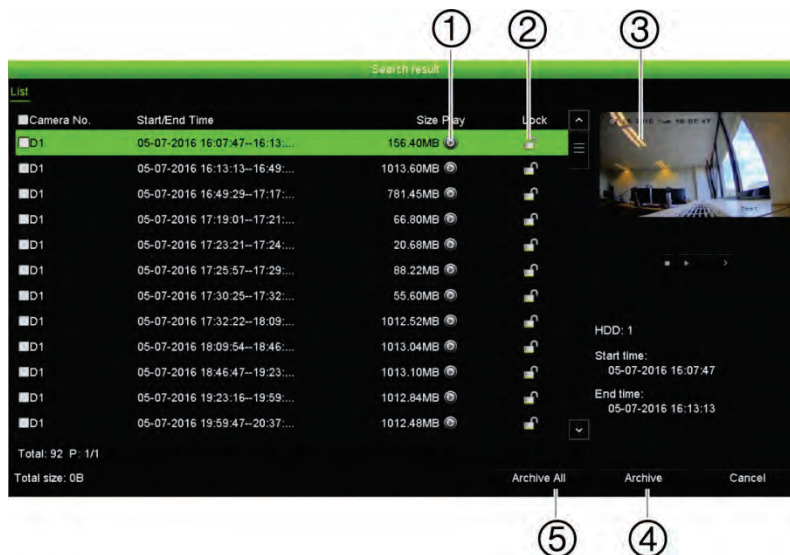 ① ② ③
Search result
List
Camera No. Start/End Time Size Play Lock
D1 05-07-2016 16:07:47--16:13:... 156.40MB
D1 05-07-2016 16:13:13--16:49:... 1013.60MB
D1 05-07-2016 16:49:29--17:17:... 781.45MB
D1 05-07-2016 17:19:01--17:21:... 66.80MB
D1 05-07-2016 17:23:21--17:24:... 20.68MB
D1 05-07-2016 17:25:57--17:29:... 88.22MB
D1 05-07-2016 17:30:25--17:32:... 55.60MB
D1 05-07-2016 17:32:22--18:09:... 1012.52MB
D1 05-07-2016 18:09:54--18:46:... 1013.04MB
D1 05-07-2016 18:46:47--19:23:... 1013.10MB
D1 05-07-2016 19:23:16--19:59:... 1012.84MB
D1 05-07-2016 19:59:47--20:37:... 1012.48MB
Total: 92 P: 1/1
Total size: 0B
HDD: 1
Start time:
05-07-2016 16:07:47
End time:
05-07-2016 16:13:13
Archive All Archive Cancel
⑤ ④